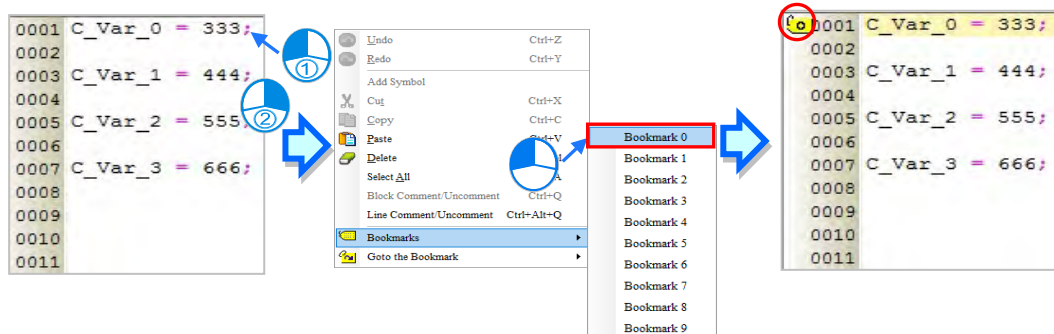 0001 C_Var_0 = 333;
0002
0003 C_Var_1 = 444;
0004
0005 C_Var_2 = 555
0006
0007 C_Var_3 = 666;
0008
0009
0010
0011
①
②
Undo Ctrl+Z
Redo Ctrl+Y
Add Symbol
Cut Ctrl+X
Copy Ctrl+C
Paste Ctrl+V
Delete
Select All A
Block Comment/Uncomment Ctrl+Q
Line Comment/Uncomment Ctrl+Alt+Q
Bookmarks
Goto the Bookmark
Bookmark 0
Bookmark 1
Bookmark 2
Bookmark 3
Bookmark 4
Bookmark 5
Bookmark 6
Bookmark 7
Bookmark 8
Bookmark 9
0001 C_Var_0 = 333;
0002
0003 C_Var_1 = 444;
0004
0005 C_Var_2 = 555;
0006
0007 C_Var_3 = 666;
0008
0009
0010
0011